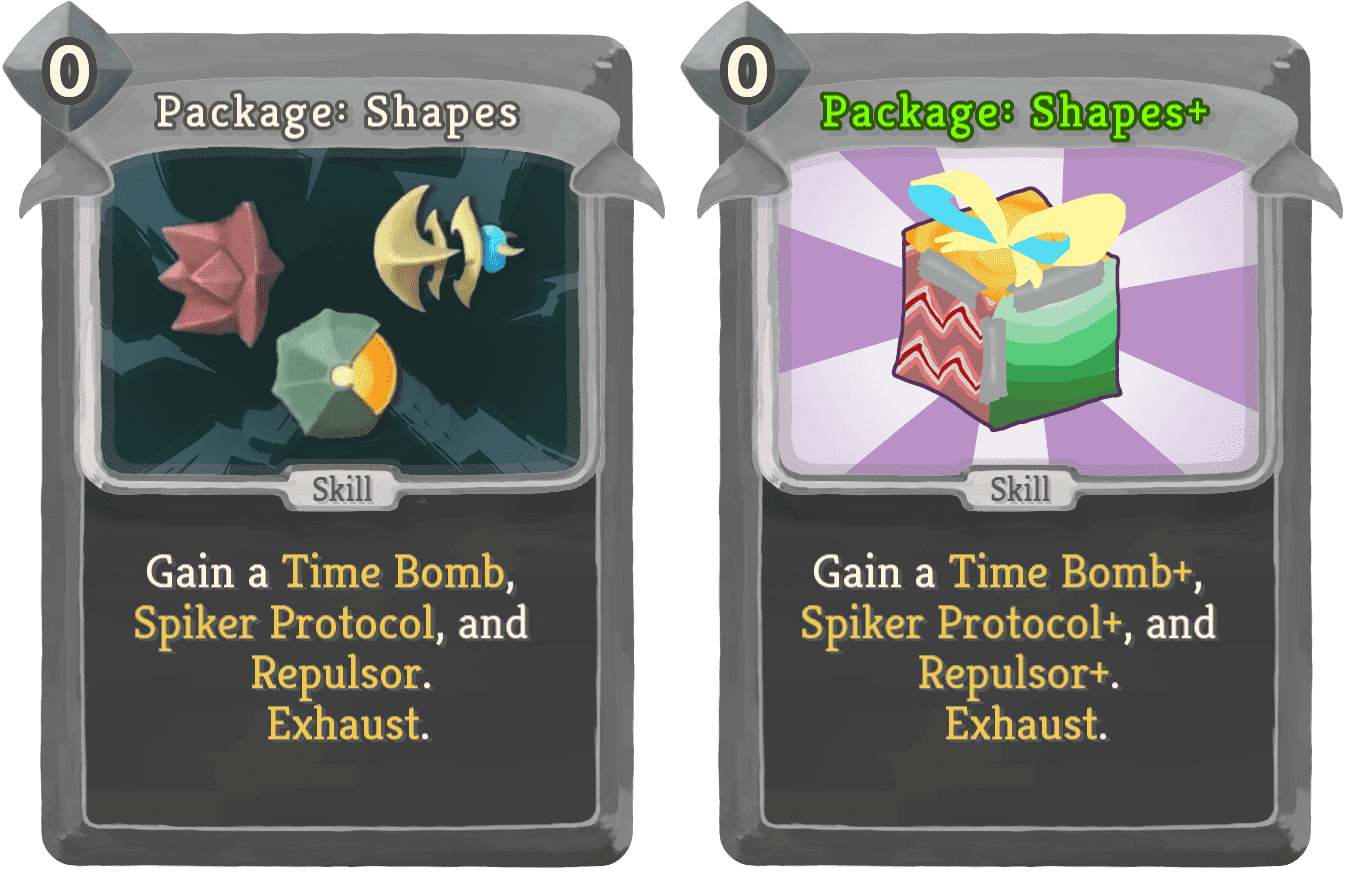 0
Package: Shapes
Skill
Gain a Time Bomb,
Spiker Protocol, and
Repulsor.
Exhaust.
0
Package: Shapes+
Skill
Gain a Time Bomb+,
Spiker Protocol+, and
Repulsor+.
Exhaust.